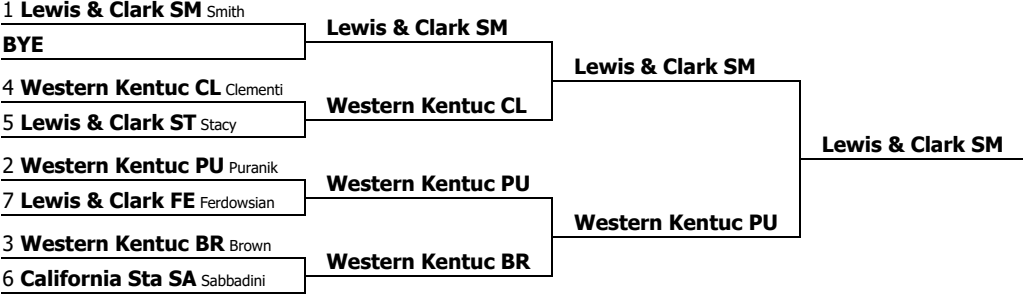 1 Lewis & Clark SM Smith
BYE
Lewis & Clark SM
4 Western Kentuc CL Clementi
5 Lewis & Clark ST Stacy
Western Kentuc CL
Lewis & Clark SM
2 Western Kentuc PU Puranik
7 Lewis & Clark FE Ferdowsian
Western Kentuc PU
3 Western Kentuc BR Brown
6 California Sta SA Sabbadini
Western Kentuc BR
Western Kentuc PU
Lewis & Clark SM